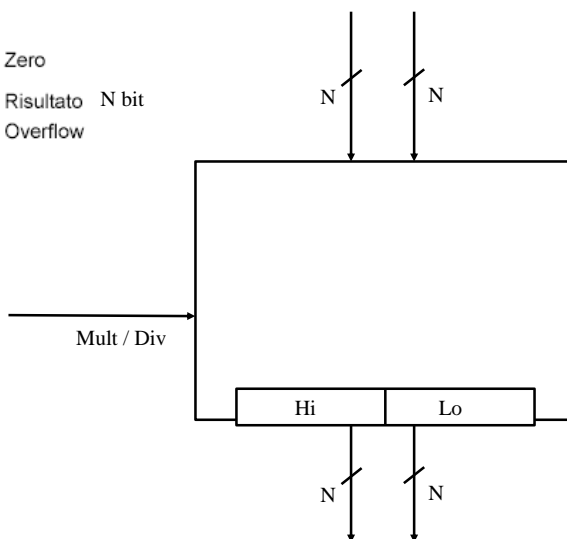 Zero
Risultato N bit
Overflow
N N
Mult / Div
Hi Lo
N N